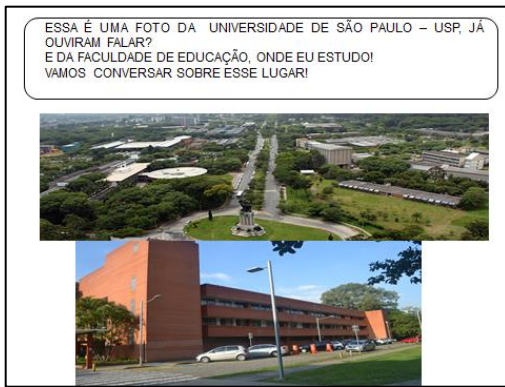 ESSA É UMA FOTO DA UNIVERSIDADE DE SÃO PAULO – USP, JÁ
OUVIRAM FALAR?
E DA FACULDADE DE EDUCAÇÃO, ONDE EU ESTUDO!
VAMOS CONVERSAR SOBRE ESSE LUGAR!